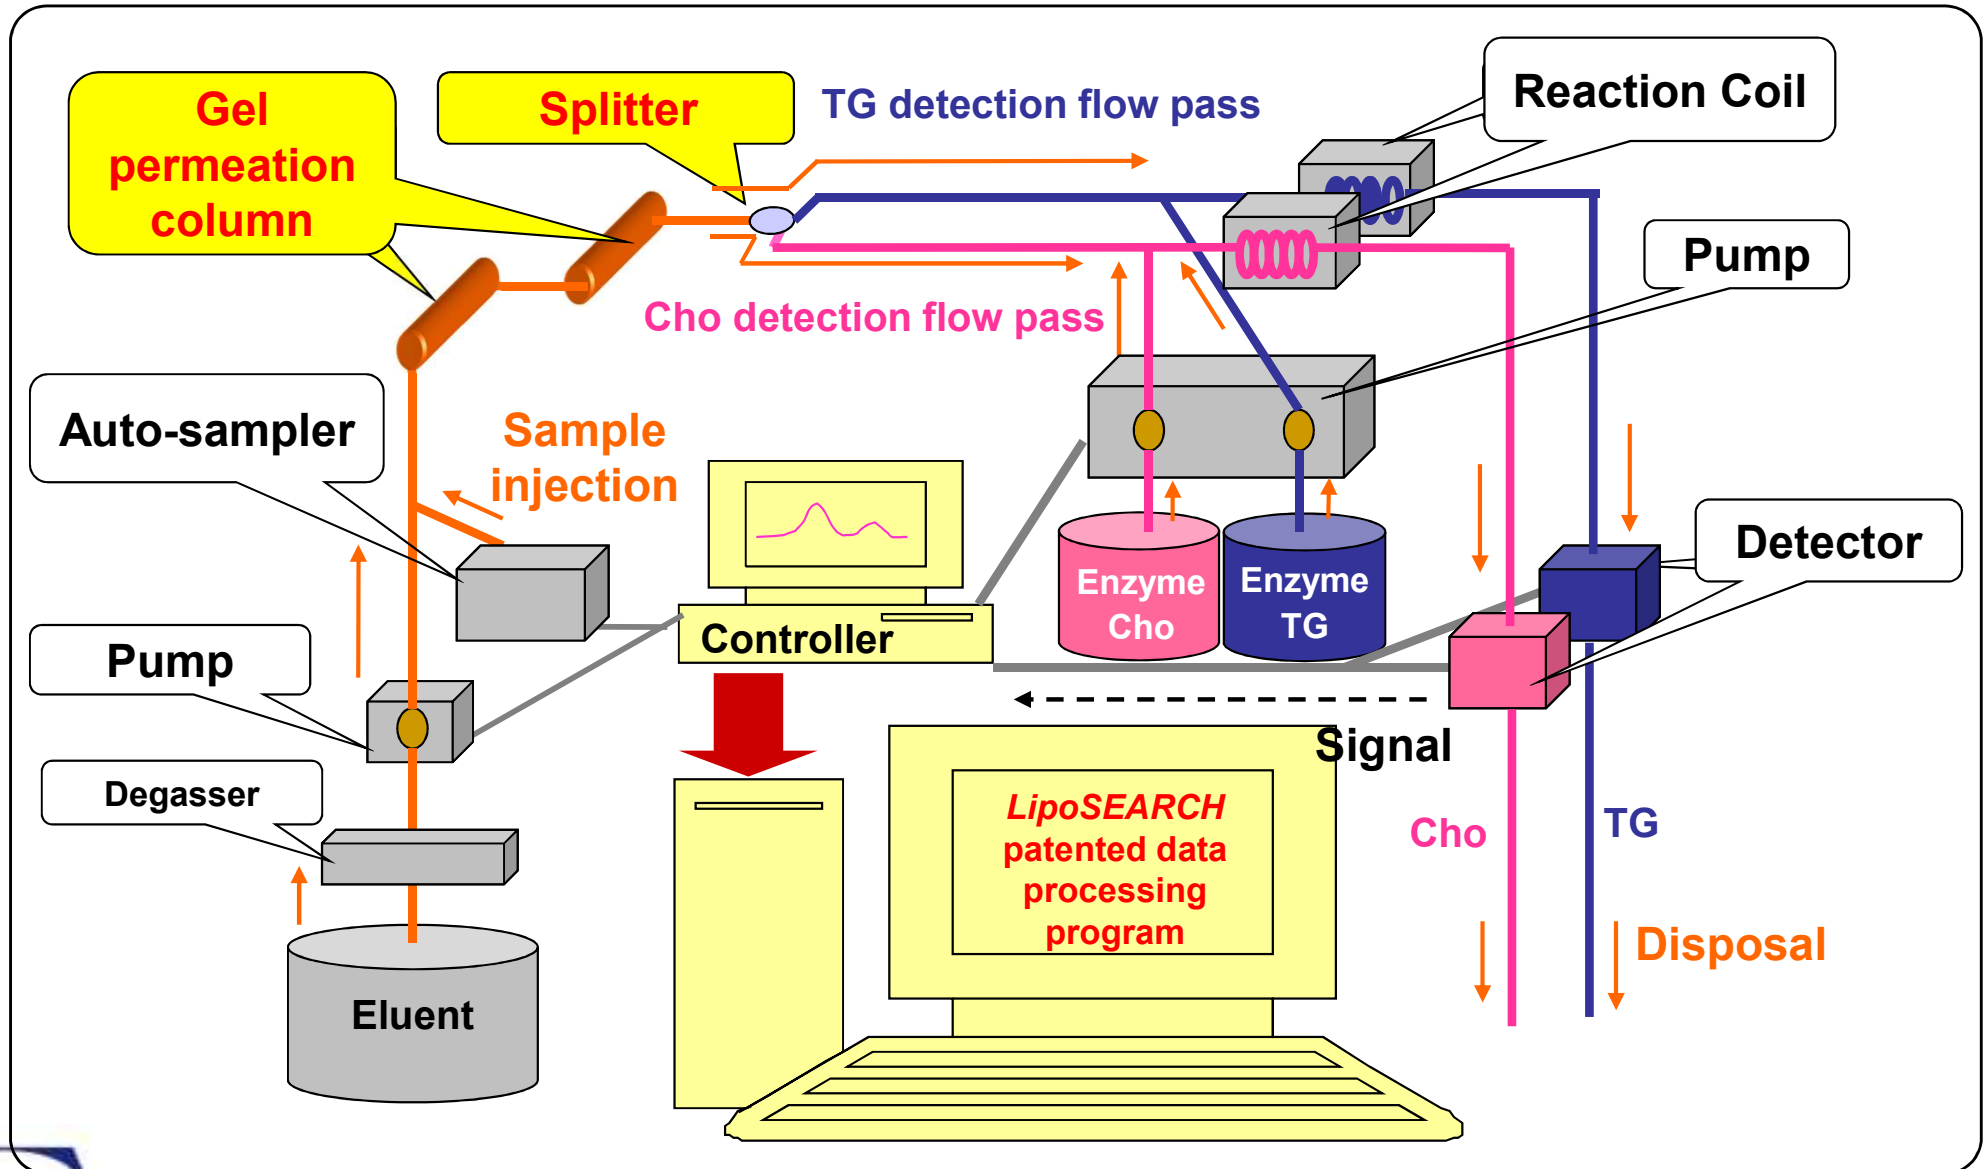 Gel
permeation
column
Splitter
TG detection flow pass
Reaction Coil
Pump
Cho detection flow pass
Auto-sampler
Sample
injection
Enzyme
Cho
Enzyme
TG
Detector
Controller
Pump
Signal
Degasser
LipoSEARCH
patented data
processing
program
Cho
TG
Disposal
Eluent